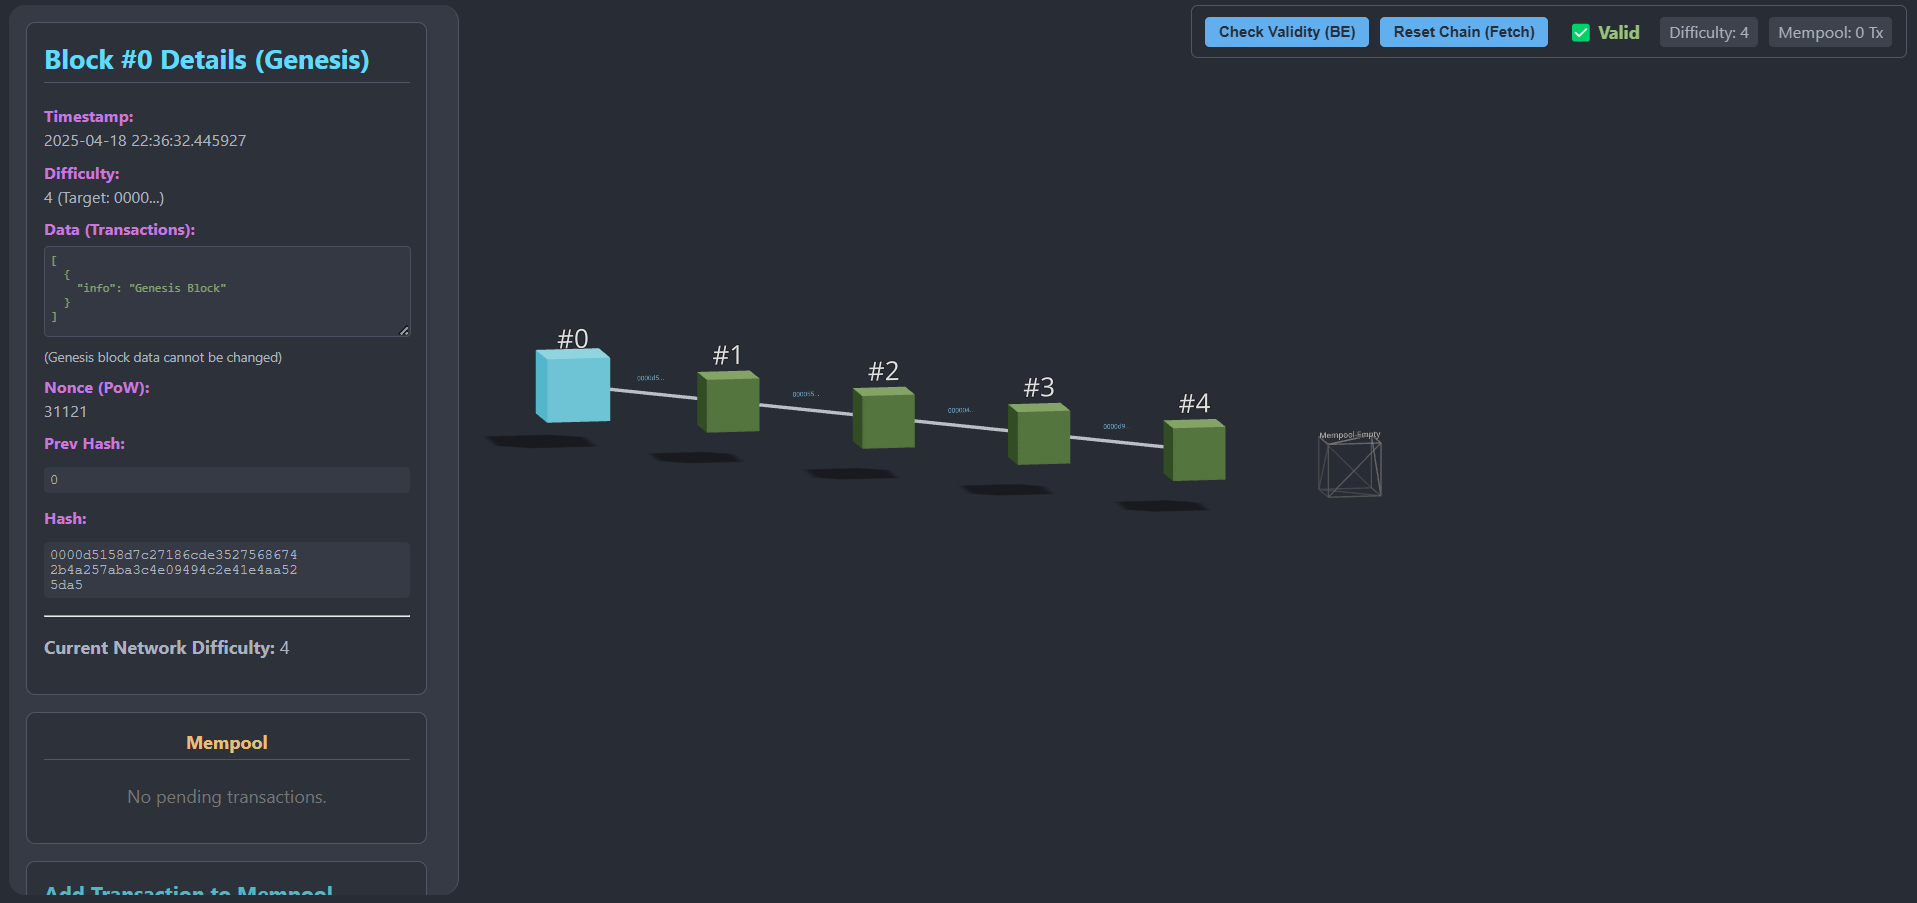 Block #0 Details (Genesis)
Timestamp:
2025-04-18 22:36:32.445927
Difficulty:
4 (Target: 0000...)
Data (Transactions):
[
  {
    "info": "Genesis Block"
  }
]
(Genesis block data cannot be changed)
Nonce (PoW):
31121
Prev Hash:
0
Hash:
0000d5158d7c27186cde3527568674
2b4a257aba3c4e09494c2e41e4aa52
5da5
Current Network Difficulty: 4
Mempool
No pending transactions.
Add Transaction to Mempool
Check Validity (BE)
Reset Chain (Fetch)
Valid
Difficulty: 4
Mempool: 0 Tx
#0
0000d5...
#1
000055...
#2
000004...
#3
0000d9...
#4
Mempool Empty